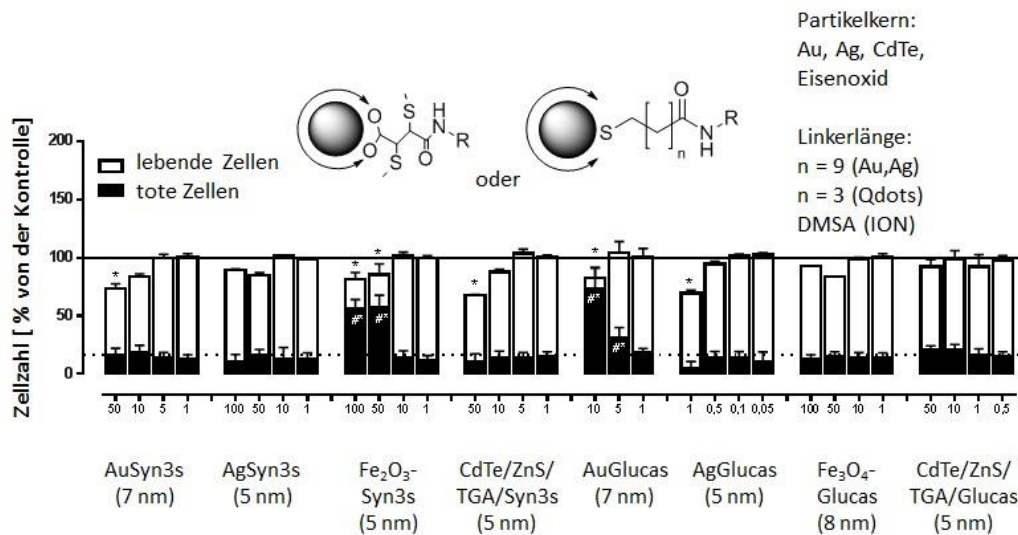 Partikelkern:
Au, Ag, CdTe,
Eisenoxid
Linkerlänge:
n = 9 (Au,Ag)
n = 3 (Qdots)
DMSA (ION)
O
O
S
S
O
H
N
R
oder
S
n
O
N
H
R
Zellzahl [ % von der Kontrolle]
200
150
100
50
0
lebende Zellen
tote Zellen
* * * * * *
#* #* #* #*
50 10 5 1 100 50 10 1 100 50 10 1 50 10 5 1 10 5 1 1 0,5 0,1 0,05 100 50 10 1 50 10 1 0,5
AuSyn3s
(7 nm)
AgSyn3s
(5 nm)
Fe₂O₃-
Syn3s
(5 nm)
CdTe/ZnS/
TGA/Syn3s
(5 nm)
AuGlucas
(7 nm)
AgGlucas
(5 nm)
Fe₃O₄-
Glucas
(8 nm)
CdTe/ZnS/
TGA/Glucas
(5 nm)